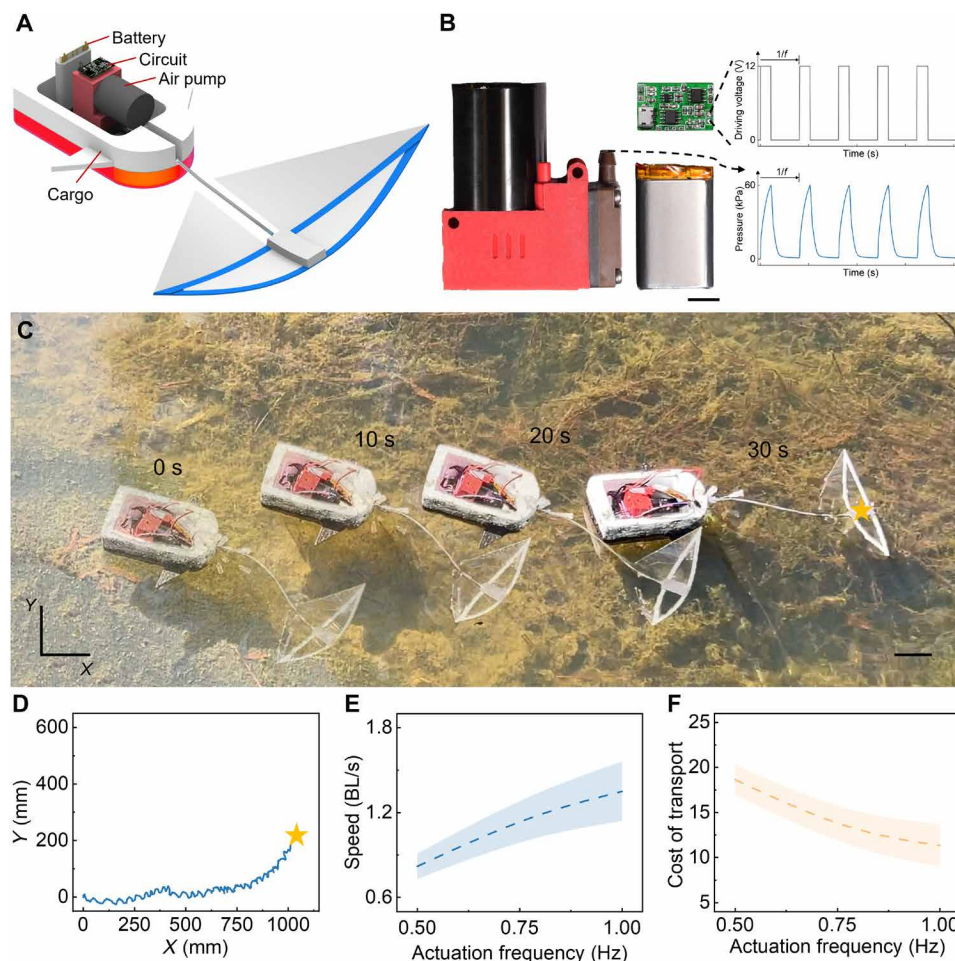 A
Battery
Circuit
Air pump
Cargo
B
1/f
12
0
Driving voltage (V)
Time (s)
1/f
60
0
Pressure (kPa)
Time (s)
C
0 s
10 s
20 s
30 s
Y
X
D
600
400
200
0
Y (mm)
0 250 500 750 1000
X (mm)
E
1.8
1.2
0.6
Speed (BL/s)
0.50 0.75 1.00
Actuation frequency (Hz)
F
25
20
15
10
5
Cost of transport
0.50 0.75 1.00
Actuation frequency (Hz)